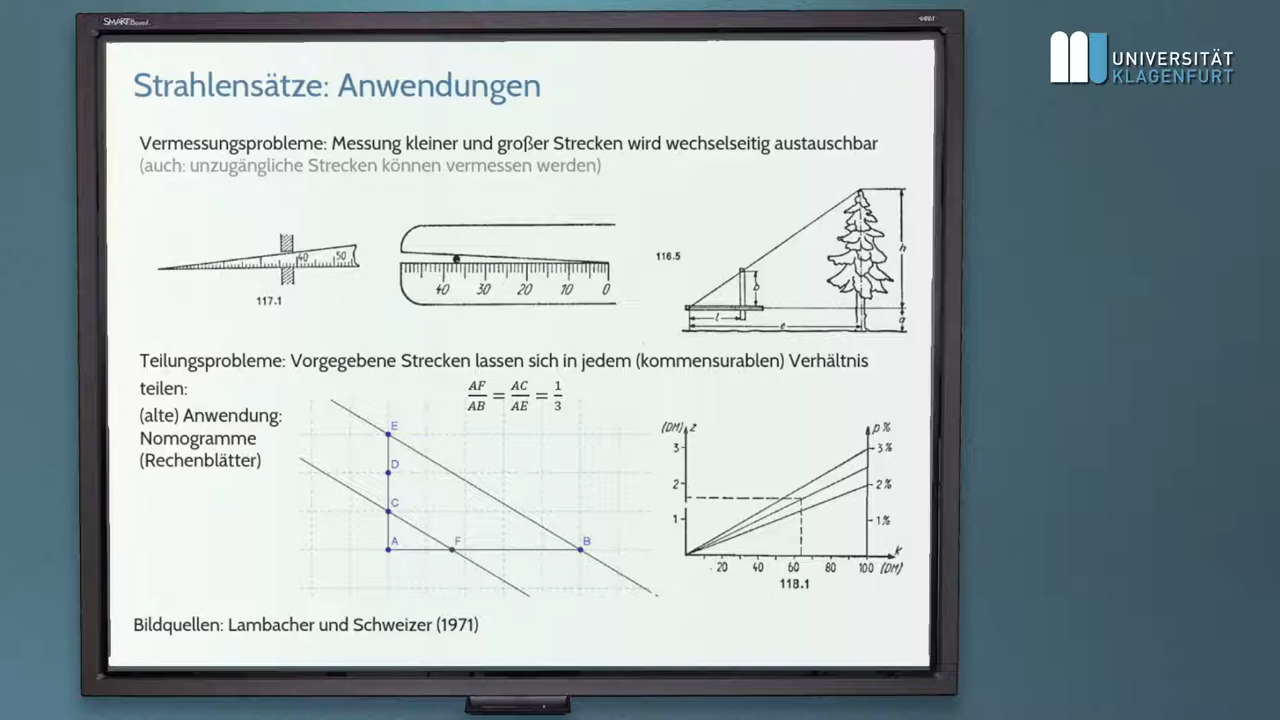 SMART Board
UNIVERSITÄT
KLAGENFURT
Strahlensätze: Anwendungen
Vermessungsprobleme: Messung kleiner und großer Strecken wird wechselseitig austauschbar
(auch: unzugängliche Strecken können vermessen werden)
40 50
117.1
40 30 20 10 0
116.5
h
b
l
e
a
Teilungsprobleme: Vorgegebene Strecken lassen sich in jedem (kommensurablen) Verhältnis
teilen:
AF/AB = AC/AE = 1/3
(alte) Anwendung:
Nomogramme
(Rechenblätter)
E
D
C
A F B
(DM) z p%
3 3%
2 2%
1 1%
k
20 40 60 80 100 (DM)
118.1
Bildquellen: Lambacher und Schweizer (1971)